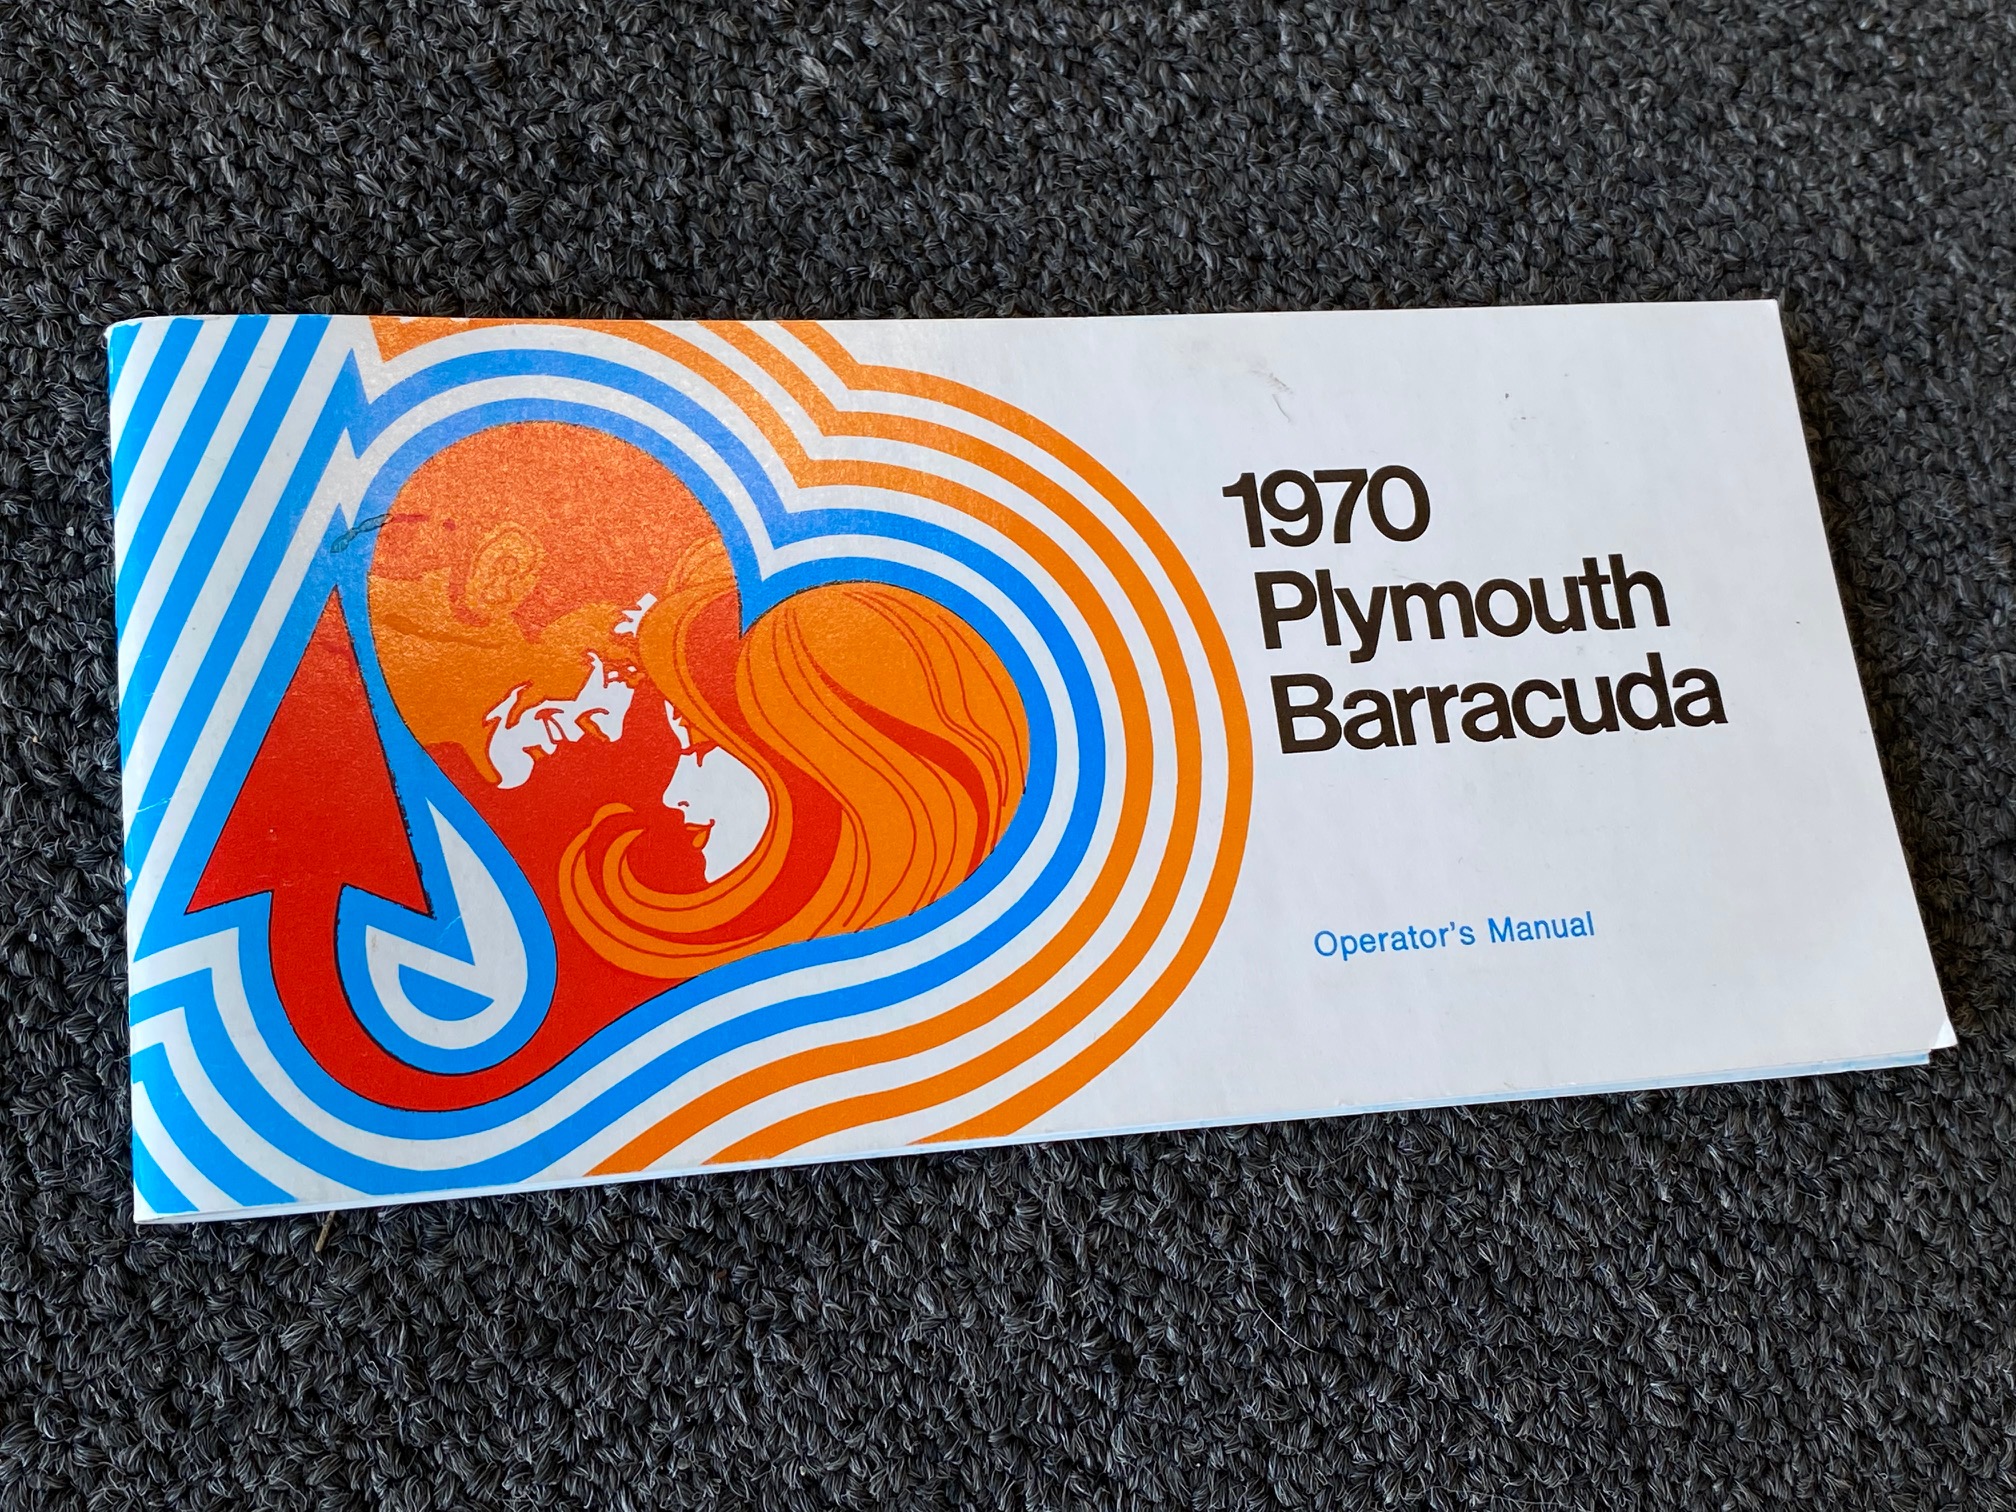 1970
Plymouth
Barracuda
Operator's Manual